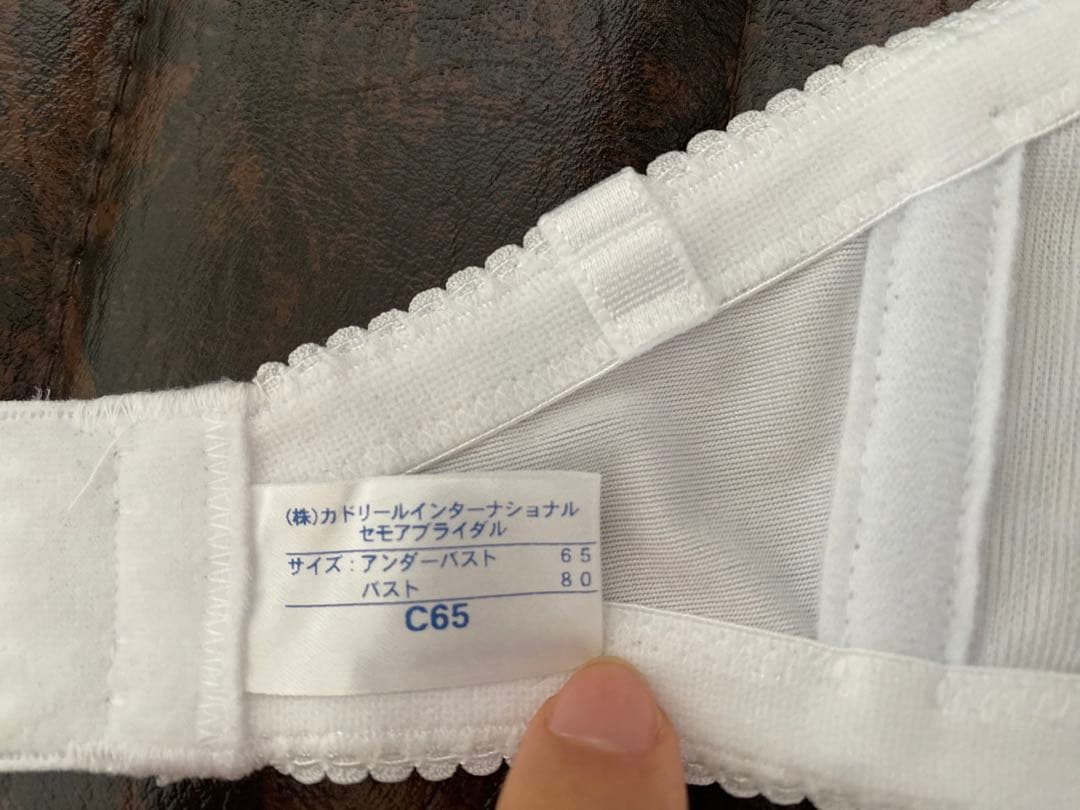 (株)カドリールインターナショナル
セモアブライダル
サイズ:アンダーバスト 65
バスト 80
C65